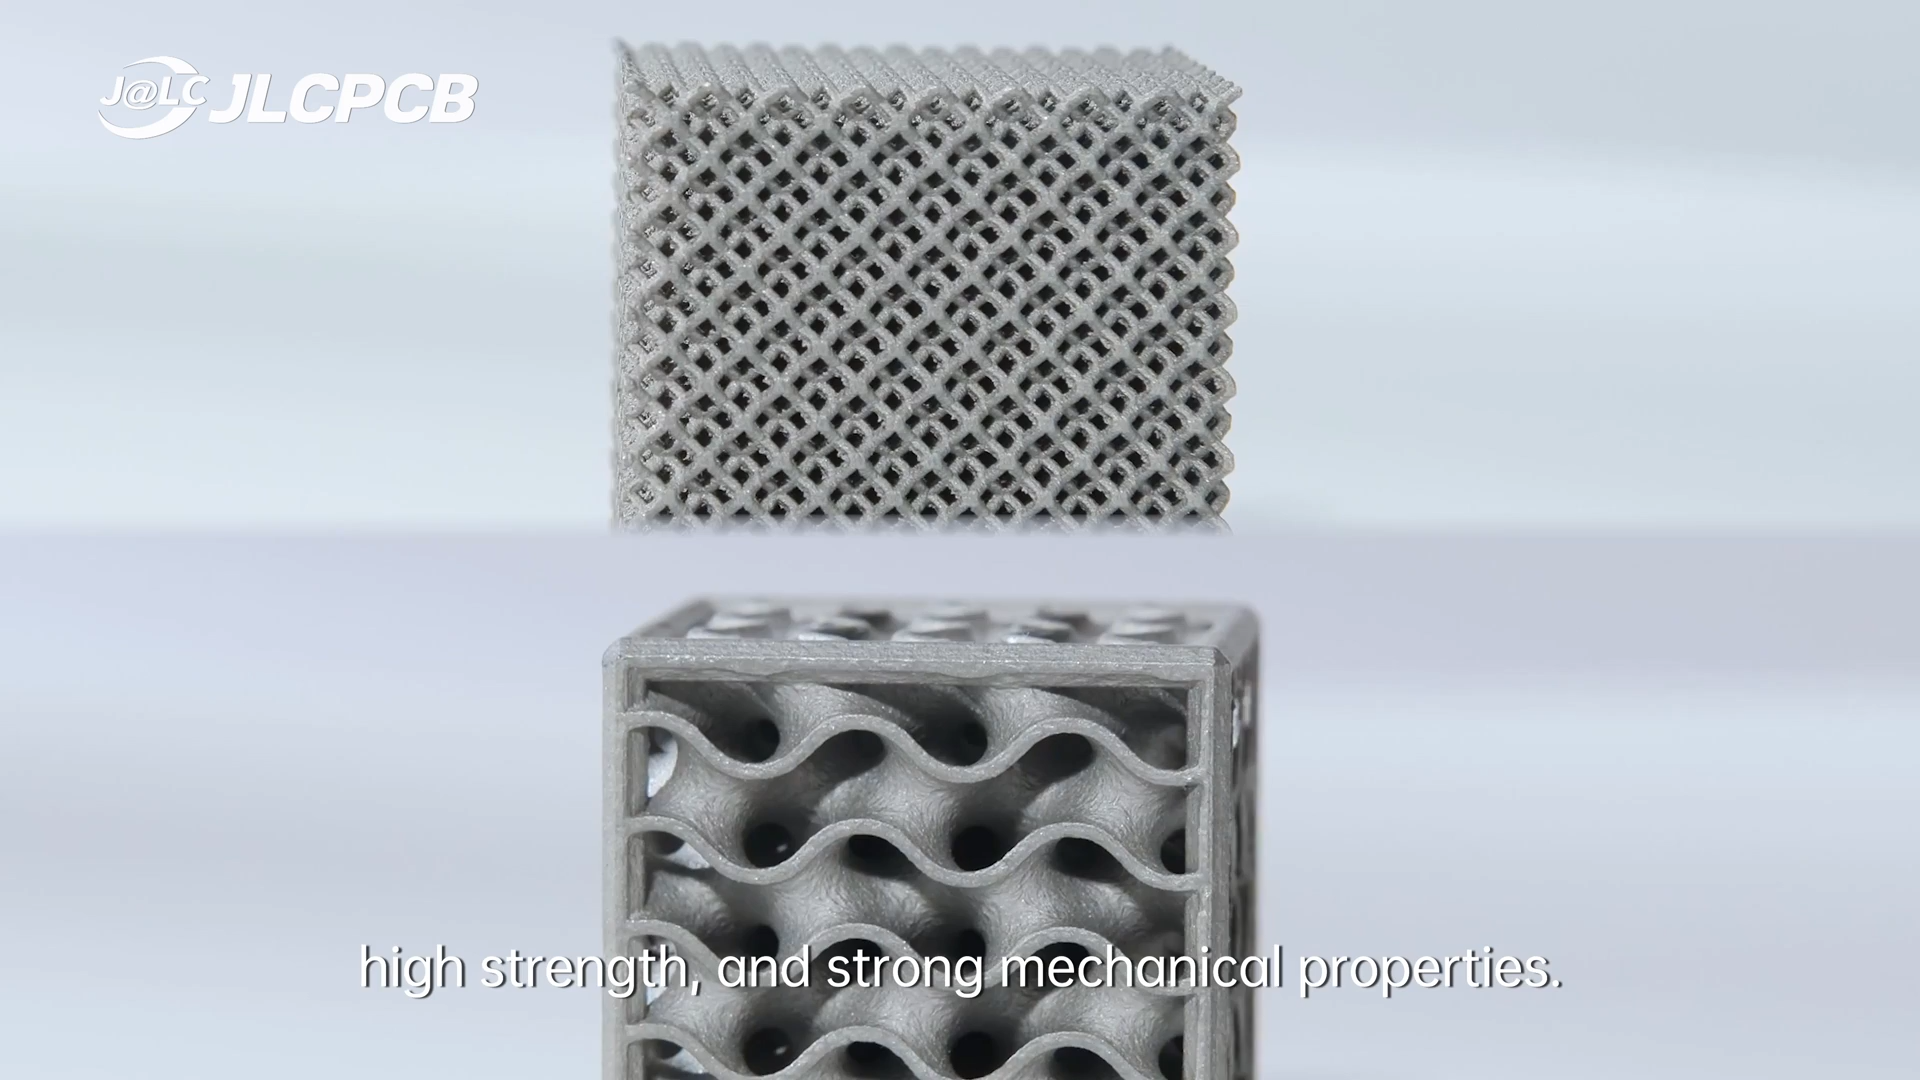 J@LC JLCPCB
high strength, and strong mechanical properties.